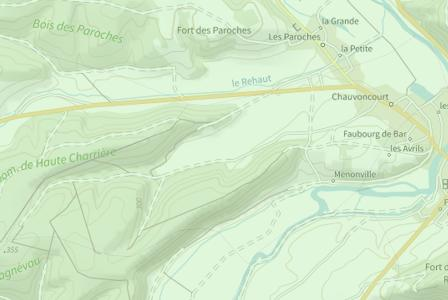 la Grande
Bois des Paroches
Fort des Paroches
Les Paroches
la Petite
le Rehaut
Chauvoncourt
Faubourg de Bar
les Avrils
de Haute Charrière
Menonville
300
355
Fort